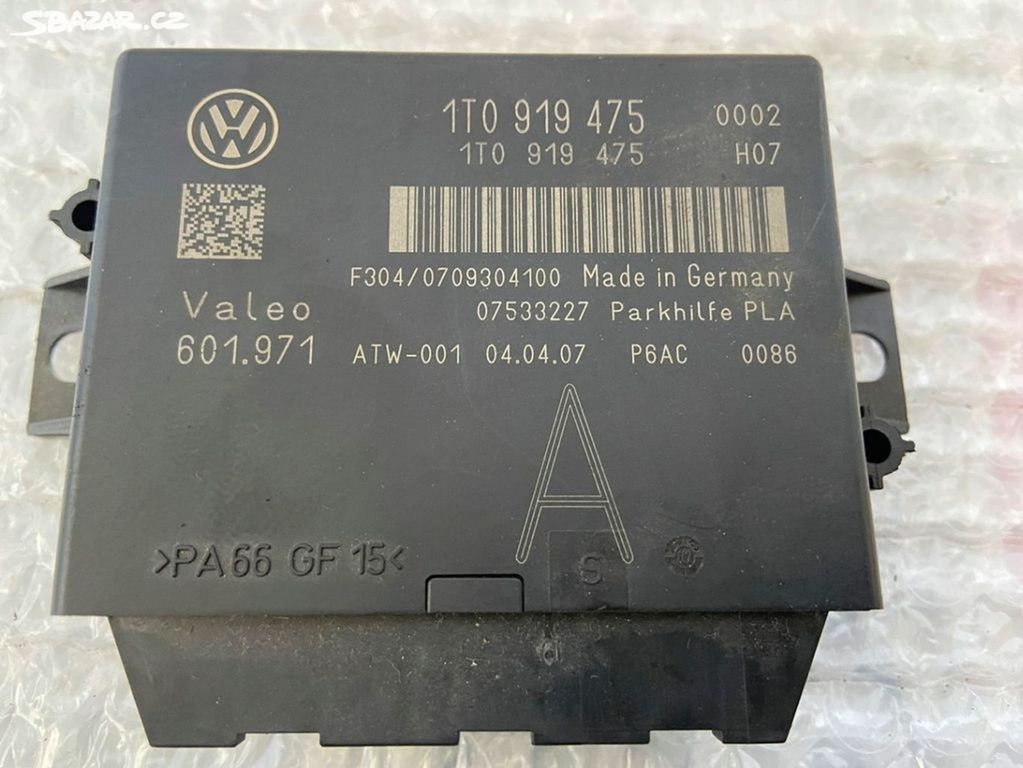 SBAZAR.CZ
1T0 919 475 0002
1T0 919 475 H07
F304/0709304100 Made in Germany
Valeo 07533227 Parkhilfe PLA
601.971 ATW-001 04.04.07 P6AC 0086
A
>PA66 GF15<
S